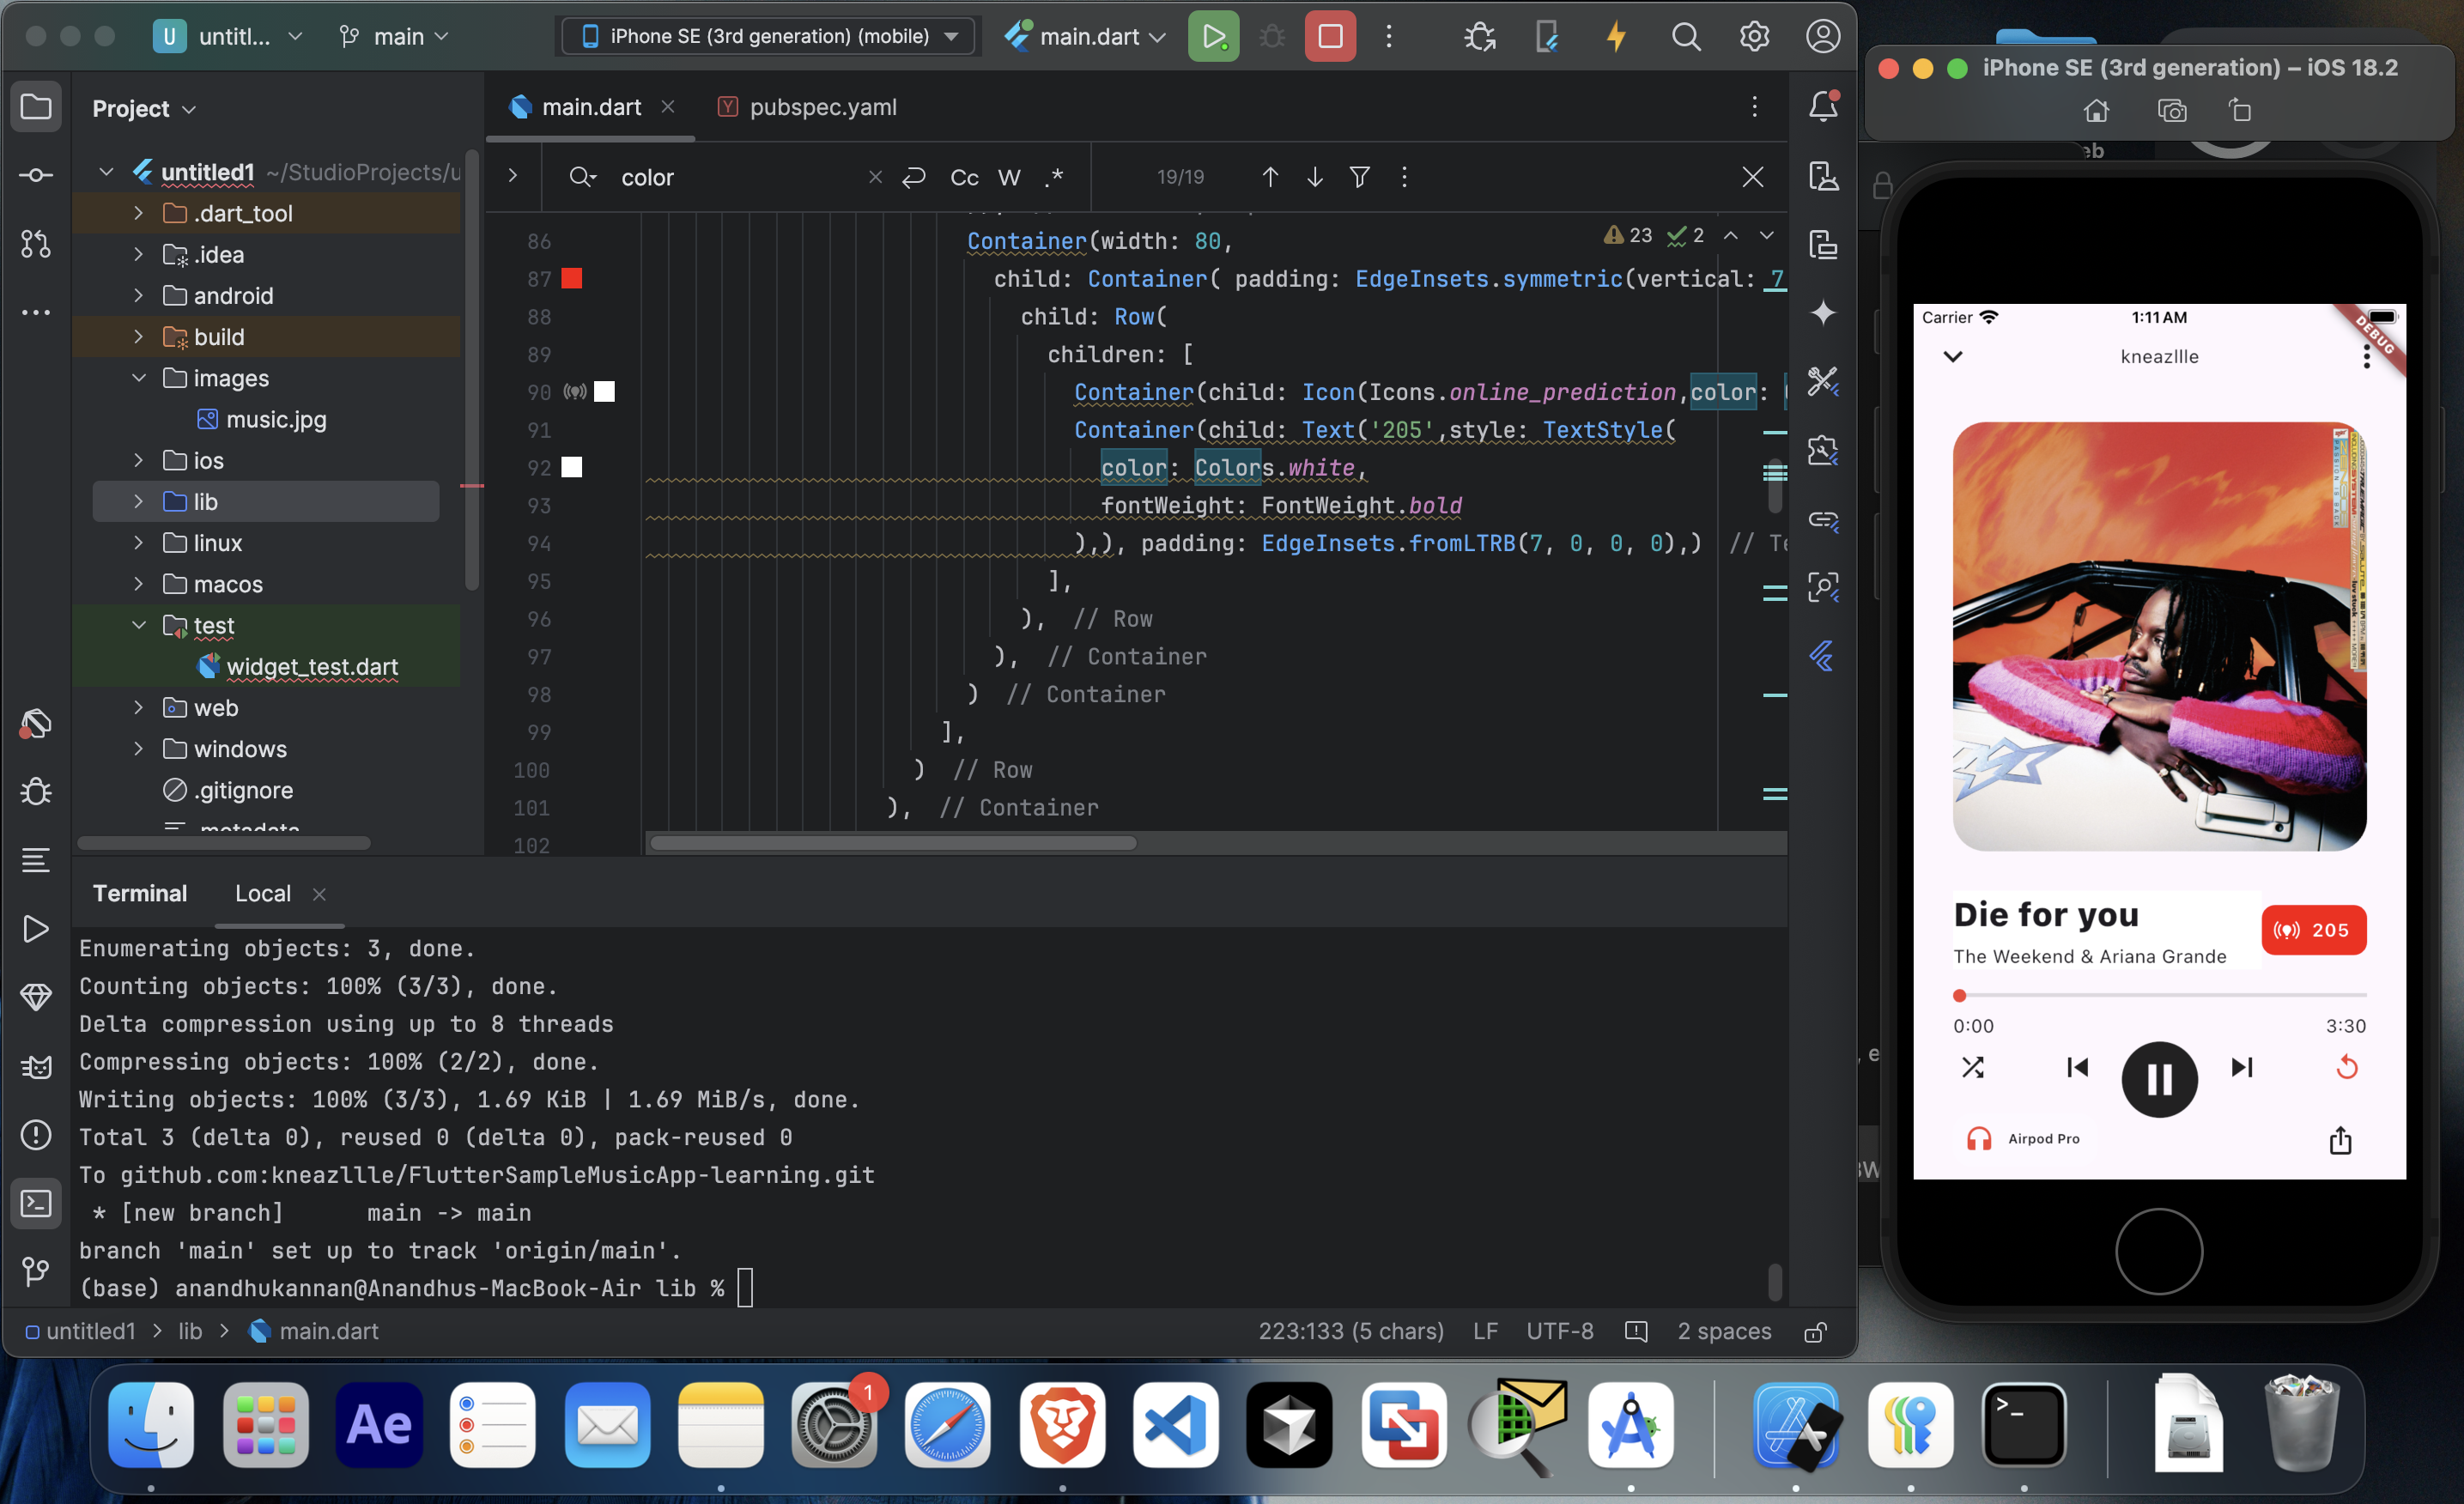 U untitl...
main
iPhone SE (3rd generation) (mobile)
main.dart
Project
untitled1 ~/StudioProjects/u
.dart_tool
.idea
android
build
images
music.jpg
ios
lib
linux
macos
test
widget_test.dart
web
windows
.gitignore
.metadata
main.dart
Y pubspec.yaml
color
Cc W .*
19/19
23 2
86 Container(width: 80,
87 child: Container( padding: EdgeInsets.symmetric(vertical: 7
88 child: Row(
89 children: [
90 Container(child: Icon(Icons.online_prediction,color:
91 Container(child: Text('205',style: TextStyle(
92 color: Colors.white,
93 fontWeight: FontWeight.bold
94 ),), padding: EdgeInsets.fromLTRB(7, 0, 0, 0),) // Te
95 ],
96 ), // Row
97 ), // Container
98 ) // Container
99 ],
100 ) // Row
101 ), // Container
102
Terminal Local
Enumerating objects: 3, done.
Counting objects: 100% (3/3), done.
Delta compression using up to 8 threads
Compressing objects: 100% (2/2), done.
Writing objects: 100% (3/3), 1.69 KiB | 1.69 MiB/s, done.
Total 3 (delta 0), reused 0 (delta 0), pack-reused 0
To github.com:kneazllle/FlutterSampleMusicApp-learning.git
* [new branch] main -> main
branch 'main' set up to track 'origin/main'.
(base) anandhukannan@Anandhus-MacBook-Air lib %
untitled1 > lib > main.dart
223:133 (5 chars) LF UTF-8 2 spaces
iPhone SE (3rd generation) – iOS 18.2
eb
Carrier 1:11 AM
DEBUG
kneazllle
Die for you
205
The Weekend & Ariana Grande
0:00 3:30
Airpod Pro
Ae
1
>_